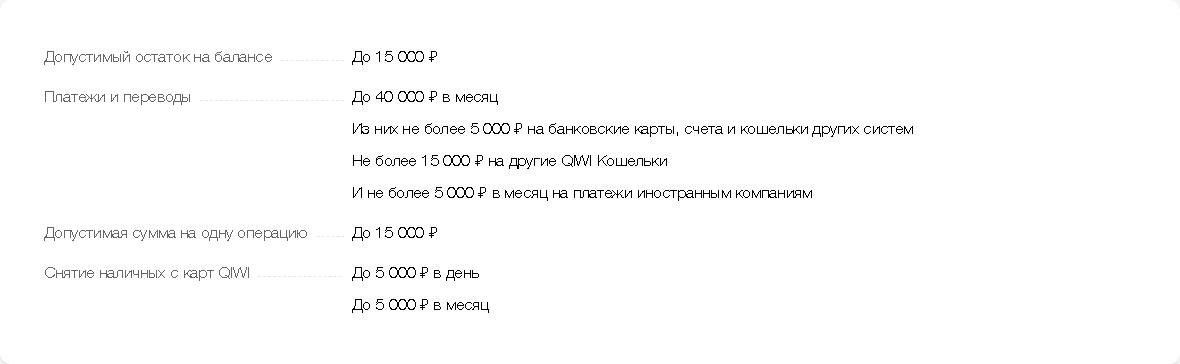 Допустимый остаток на балансе До 15 000 ₽
Платежи и переводы До 40 000 ₽ в месяц
Из них не более 5 000 ₽ на банковские карты, счета и кошельки других систем
Не более 15 000 ₽ на другие QIWI Кошельки
И не более 5 000 ₽ в месяц на платежи иностранным компаниям
Допустимая сумма на одну операцию До 15 000 ₽
Снятие наличных с карт QIWI До 5 000 ₽ в день
До 5 000 ₽ в месяц